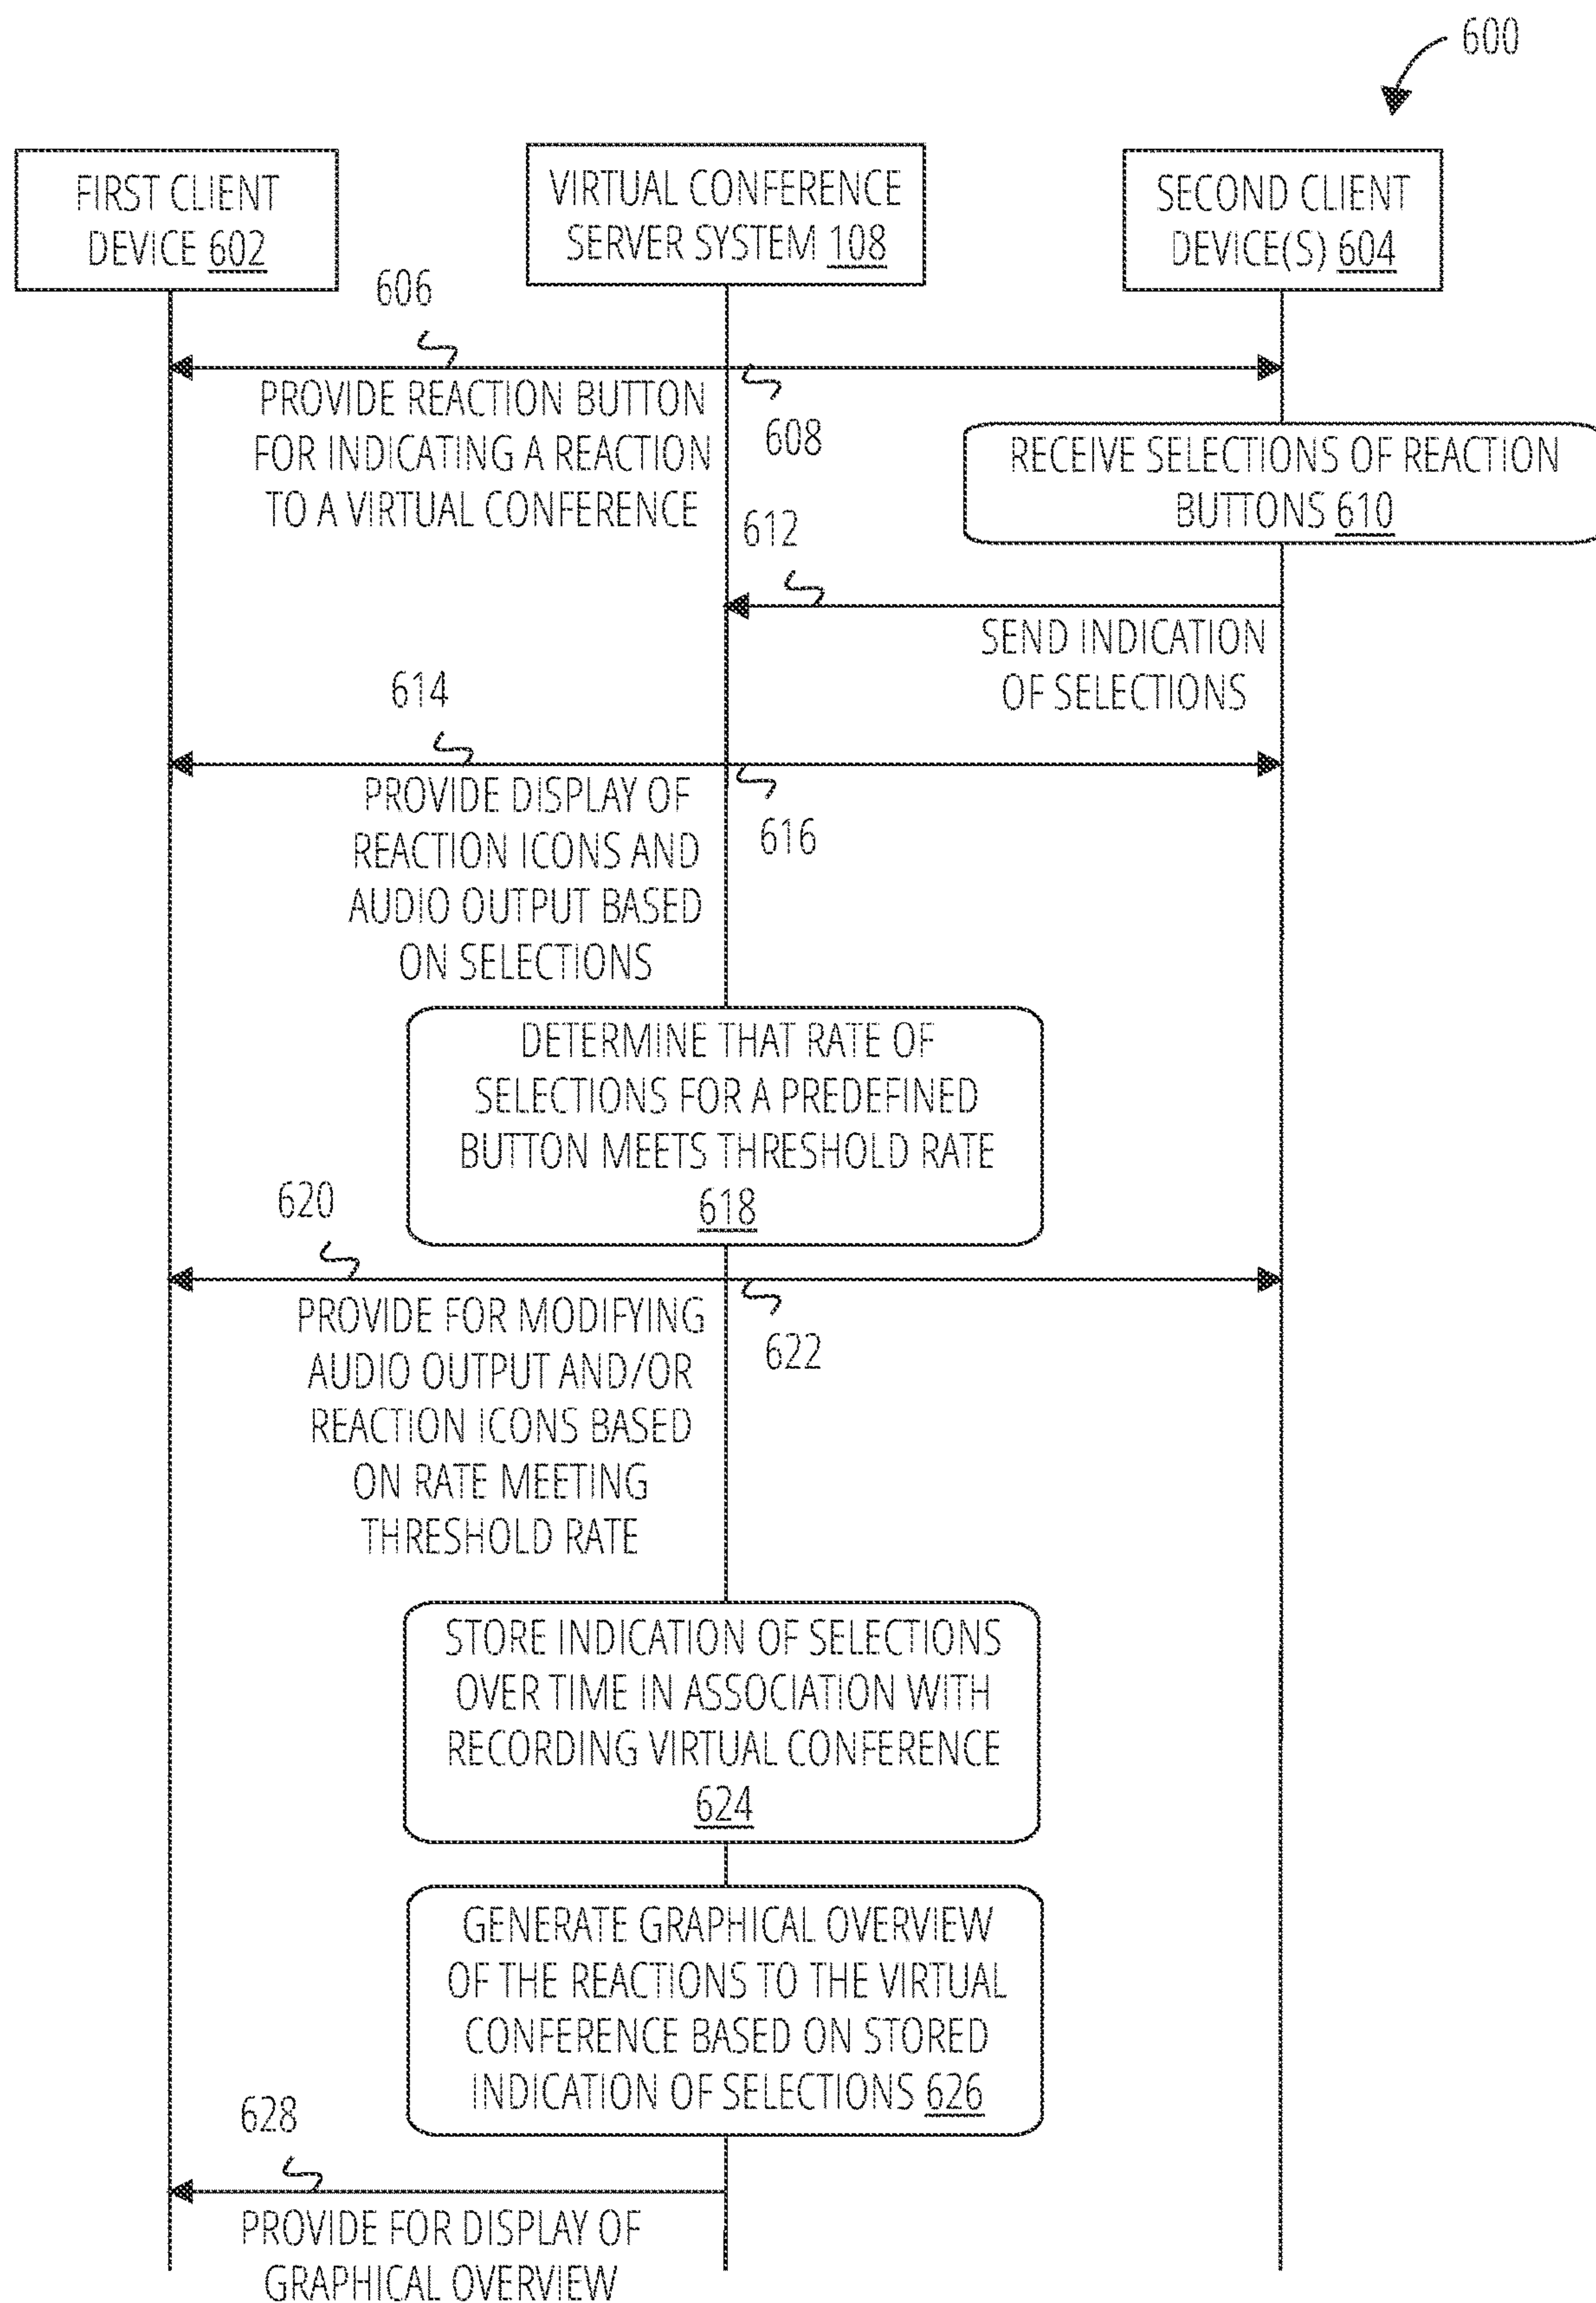 600
FIRST CLIENT
DEVICE 602
VIRTUAL CONFERENCE
SERVER SYSTEM 108
SECOND CLIENT
DEVICE(S) 604
606
PROVIDE REACTION BUTTON
FOR INDICATING A REACTION
TO A VIRTUAL CONFERENCE
608
RECEIVE SELECTIONS OF REACTION
BUTTONS 610
612
SEND INDICATION
OF SELECTIONS
614
PROVIDE DISPLAY OF
REACTION ICONS AND
AUDIO OUTPUT BASED
ON SELECTIONS
616
DETERMINE THAT RATE OF
SELECTIONS FOR A PREDEFINED
BUTTON MEETS THRESHOLD RATE
618
620
PROVIDE FOR MODIFYING
AUDIO OUTPUT AND/OR
REACTION ICONS BASED
ON RATE MEETING
THRESHOLD RATE
622
STORE INDICATION OF SELECTIONS
OVER TIME IN ASSOCIATION WITH
RECORDING VIRTUAL CONFERENCE
624
GENERATE GRAPHICAL OVERVIEW
OF THE REACTIONS TO THE VIRTUAL
CONFERENCE BASED ON STORED
INDICATION OF SELECTIONS 626
628
PROVIDE FOR DISPLAY OF
GRAPHICAL OVERVIEW